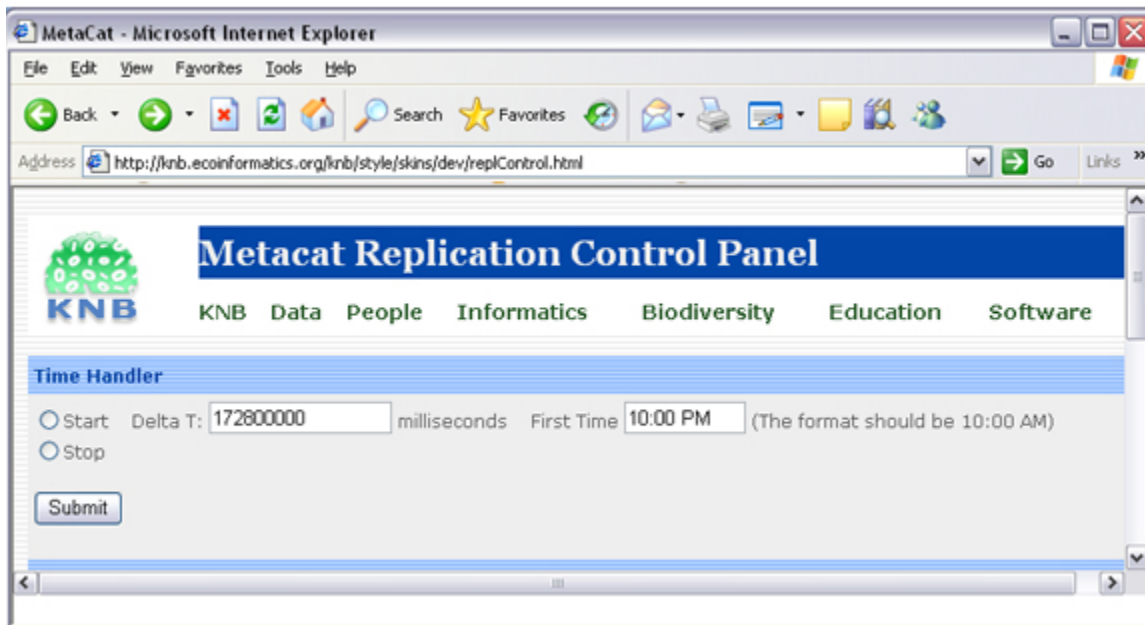 MetaCat - Microsoft Internet Explorer
File Edit View Favorites Tools Help
Back Search Favorites
Address http://knb.ecoinformatics.org/knb/style/skins/dev/replControl.html Go Links »
Metacat Replication Control Panel
KNB
KNB Data People Informatics Biodiversity Education Software
Time Handler
Start Delta T: 172800000 milliseconds First Time 10:00 PM (The format should be 10:00 AM)
Stop
Submit